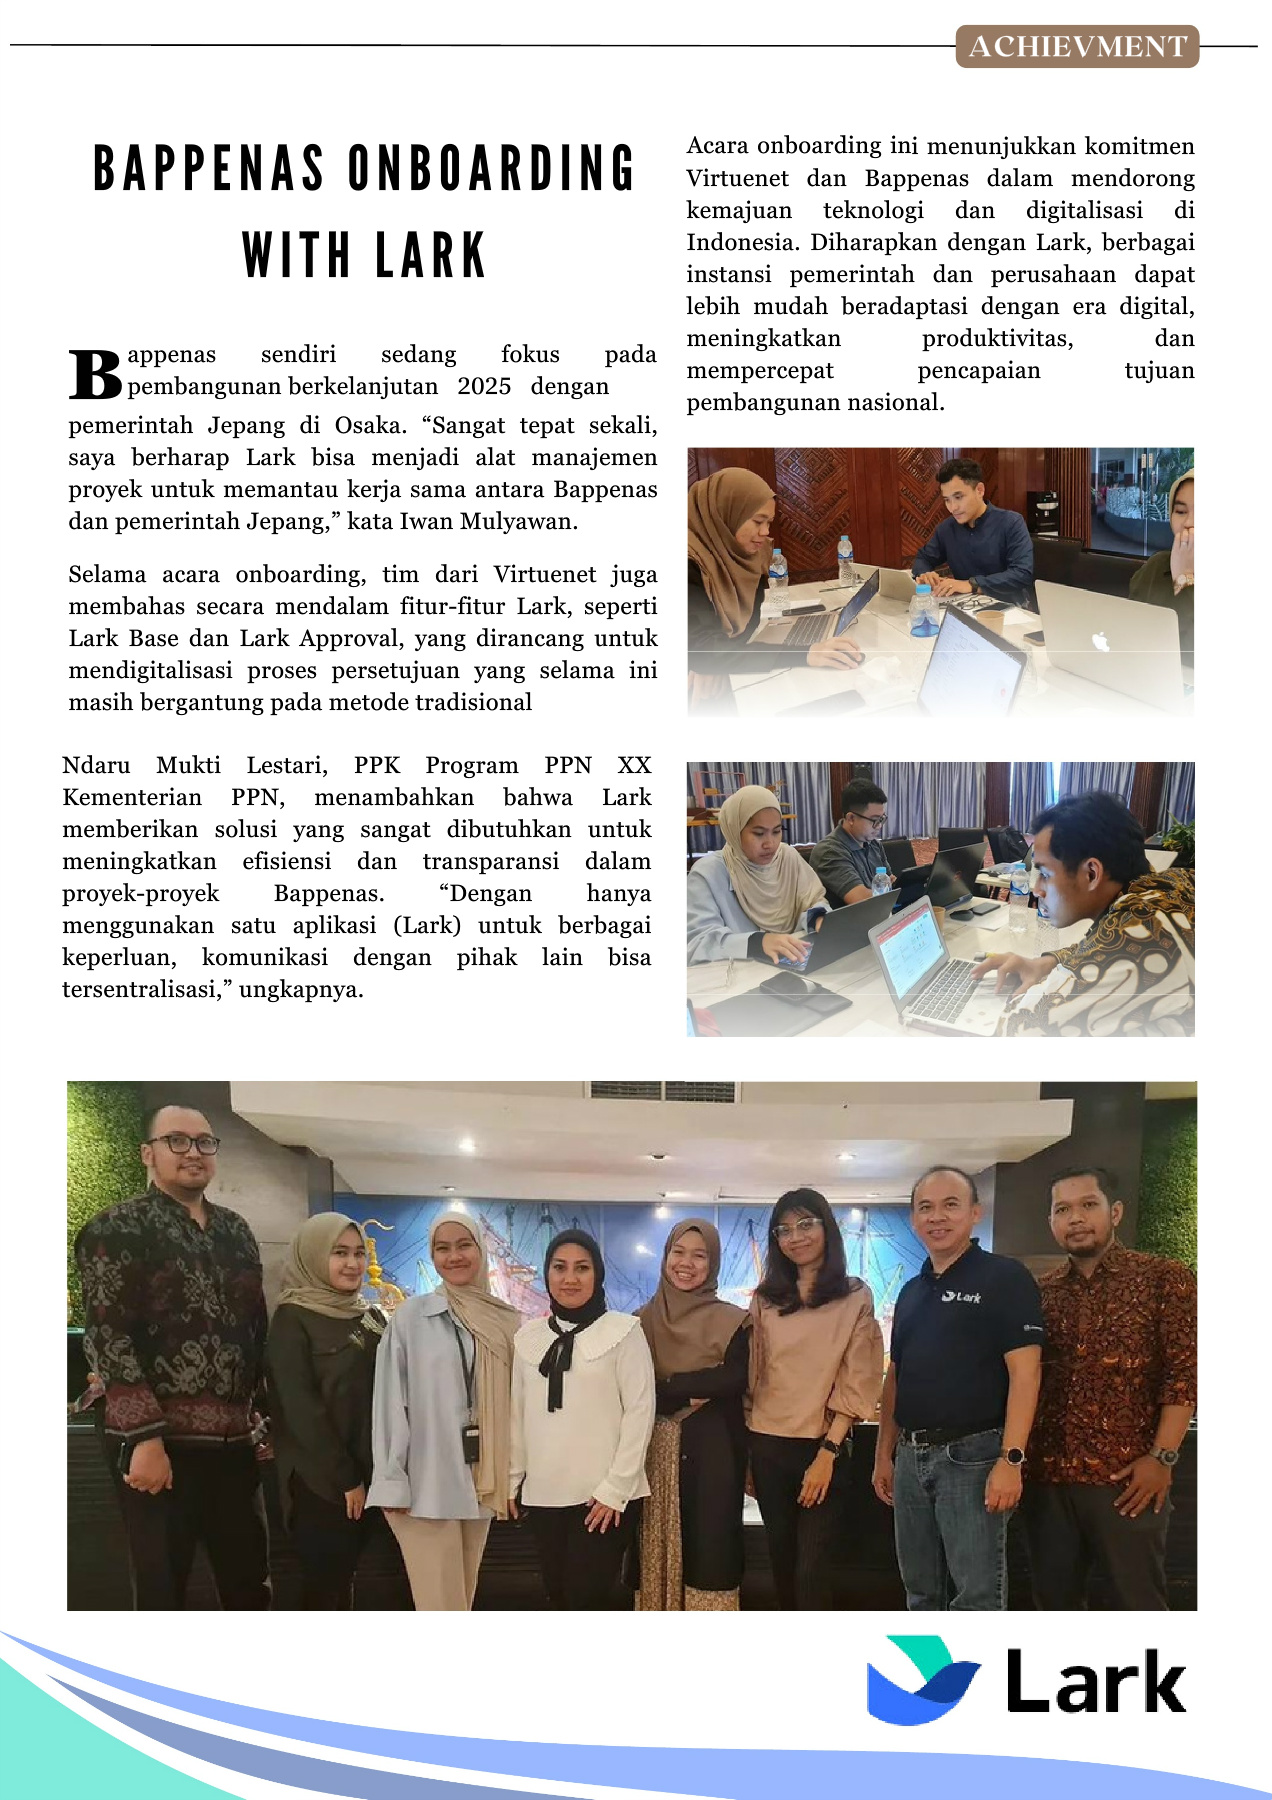 ACHIEVMENT
BAPPENAS ONBOARDING
WITH LARK
Bappenas sendiri sedang fokus pada
pembangunan berkelanjutan 2025 dengan
pemerintah Jepang di Osaka. “Sangat tepat sekali,
saya berharap Lark bisa menjadi alat manajemen
proyek untuk memantau kerja sama antara Bappenas
dan pemerintah Jepang,” kata Iwan Mulyawan.
Selama acara onboarding, tim dari Virtuenet juga
membahas secara mendalam fitur-fitur Lark, seperti
Lark Base dan Lark Approval, yang dirancang untuk
mendigitalisasi proses persetujuan yang selama ini
masih bergantung pada metode tradisional
Ndaru Mukti Lestari, PPK Program PPN XX
Kementerian PPN, menambahkan bahwa Lark
memberikan solusi yang sangat dibutuhkan untuk
meningkatkan efisiensi dan transparansi dalam
proyek-proyek Bappenas. “Dengan hanya
menggunakan satu aplikasi (Lark) untuk berbagai
keperluan, komunikasi dengan pihak lain bisa
tersentralisasi,” ungkapnya.
Acara onboarding ini menunjukkan komitmen
Virtuenet dan Bappenas dalam mendorong
kemajuan teknologi dan digitalisasi di
Indonesia. Diharapkan dengan Lark, berbagai
instansi pemerintah dan perusahaan dapat
lebih mudah beradaptasi dengan era digital,
meningkatkan produktivitas, dan
mempercepat pencapaian tujuan
pembangunan nasional.
Lark
Lark